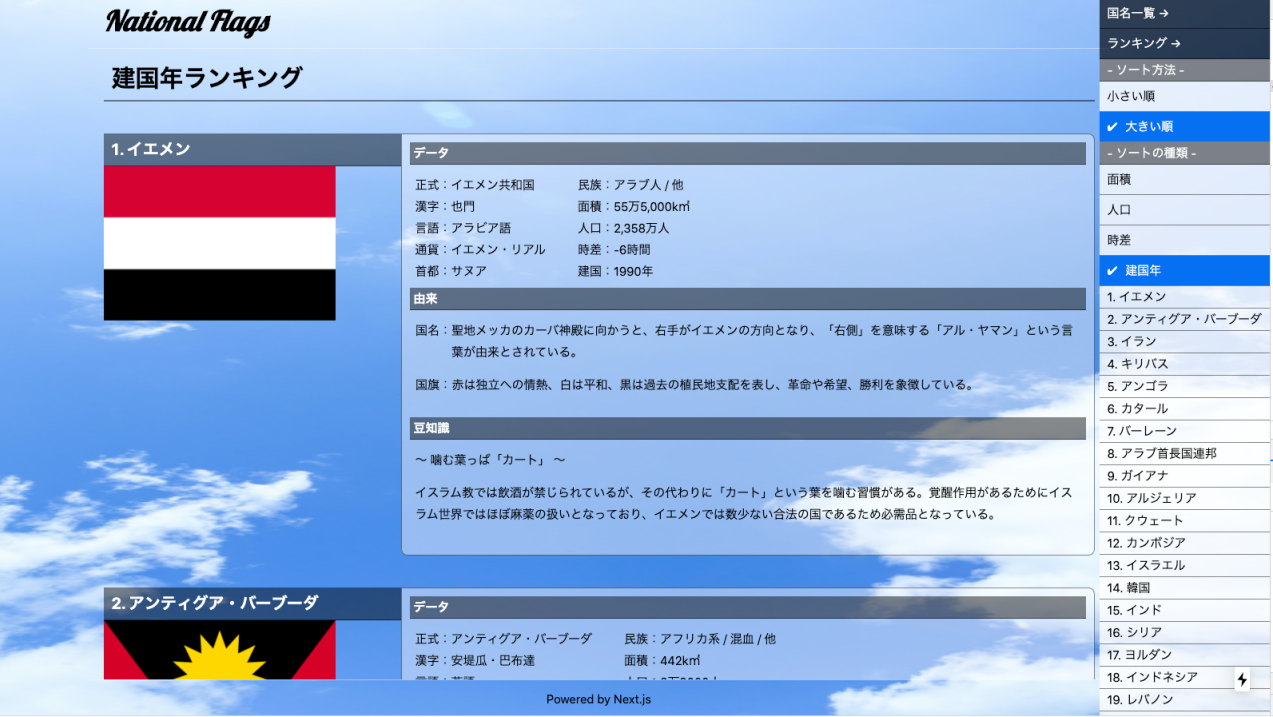 National Flags
建国年ランキング
1. イエメン
データ
正式：イエメン共和国
民族：アラブ人 / 他
漢字：也門
面積：55万5,000k㎡
言語：アラビア語
人口：2,358万人
通貨：イエメン・リアル
時差：-6時間
首都：サヌア
建国：1990年
由来
国名：聖地メッカのカーバ神殿に向かうと、右手がイエメンの方向となり、「右側」を意味する「アル・ヤマン」という言
葉が由来とされている。
国旗：赤は独立への情熱、白は平和、黒は過去の植民地支配を表し、革命や希望、勝利を象徴している。
豆知識
〜 噛む葉っぱ「カート」 〜
イスラム教では飲酒が禁じられているが、その代わりに「カート」という葉を噛む習慣がある。覚醒作用があるためにイス
ラム世界ではほぼ麻薬の扱いとなっており、イエメンでは数少ない合法の国であるため必需品となっている。
2. アンティグア・バーブーダ
データ
正式：アンティグア・バーブーダ
民族：アフリカ系 / 混血 / 他
漢字：安堤瓜・巴布達
面積：442k㎡
Powered by Next.js
国名一覧 →
ランキング →
- ソート方法 -
小さい順
✔ 大きい順
- ソートの種類 -
面積
人口
時差
✔ 建国年
1. イエメン
2. アンティグア・バーブーダ
3. イラン
4. キリバス
5. アンゴラ
6. カタール
7. バーレーン
8. アラブ首長国連邦
9. ガイアナ
10. アルジェリア
11. クウェート
12. カンボジア
13. イスラエル
14. 韓国
15. インド
16. シリア
17. ヨルダン
18. インドネシア
19. レバノン